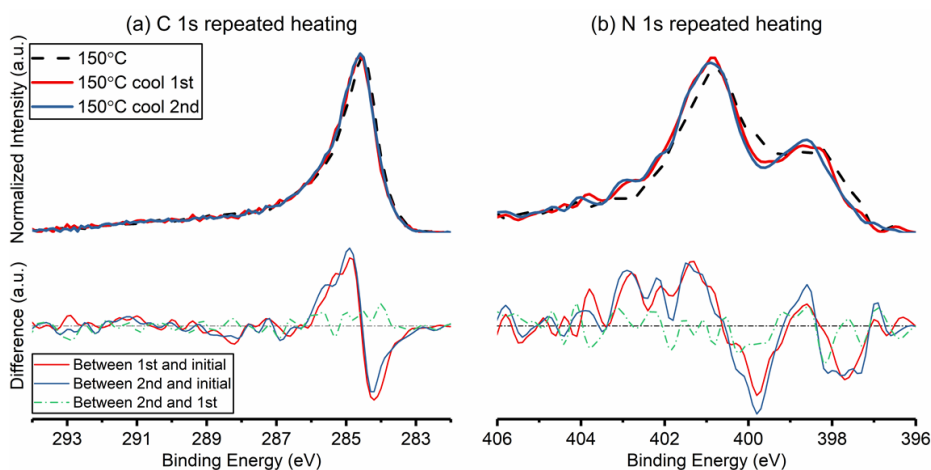 (a) C 1s repeated heating
(b) N 1s repeated heating
Normalized Intensity (a.u.)
150°C
150°C cool 1st
150°C cool 2nd
Difference (a.u.)
Between 1st and initial
Between 2nd and initial
Between 2nd and 1st
293 291 289 287 285 283
Binding Energy (eV)
406 404 402 400 398 396
Binding Energy (eV)